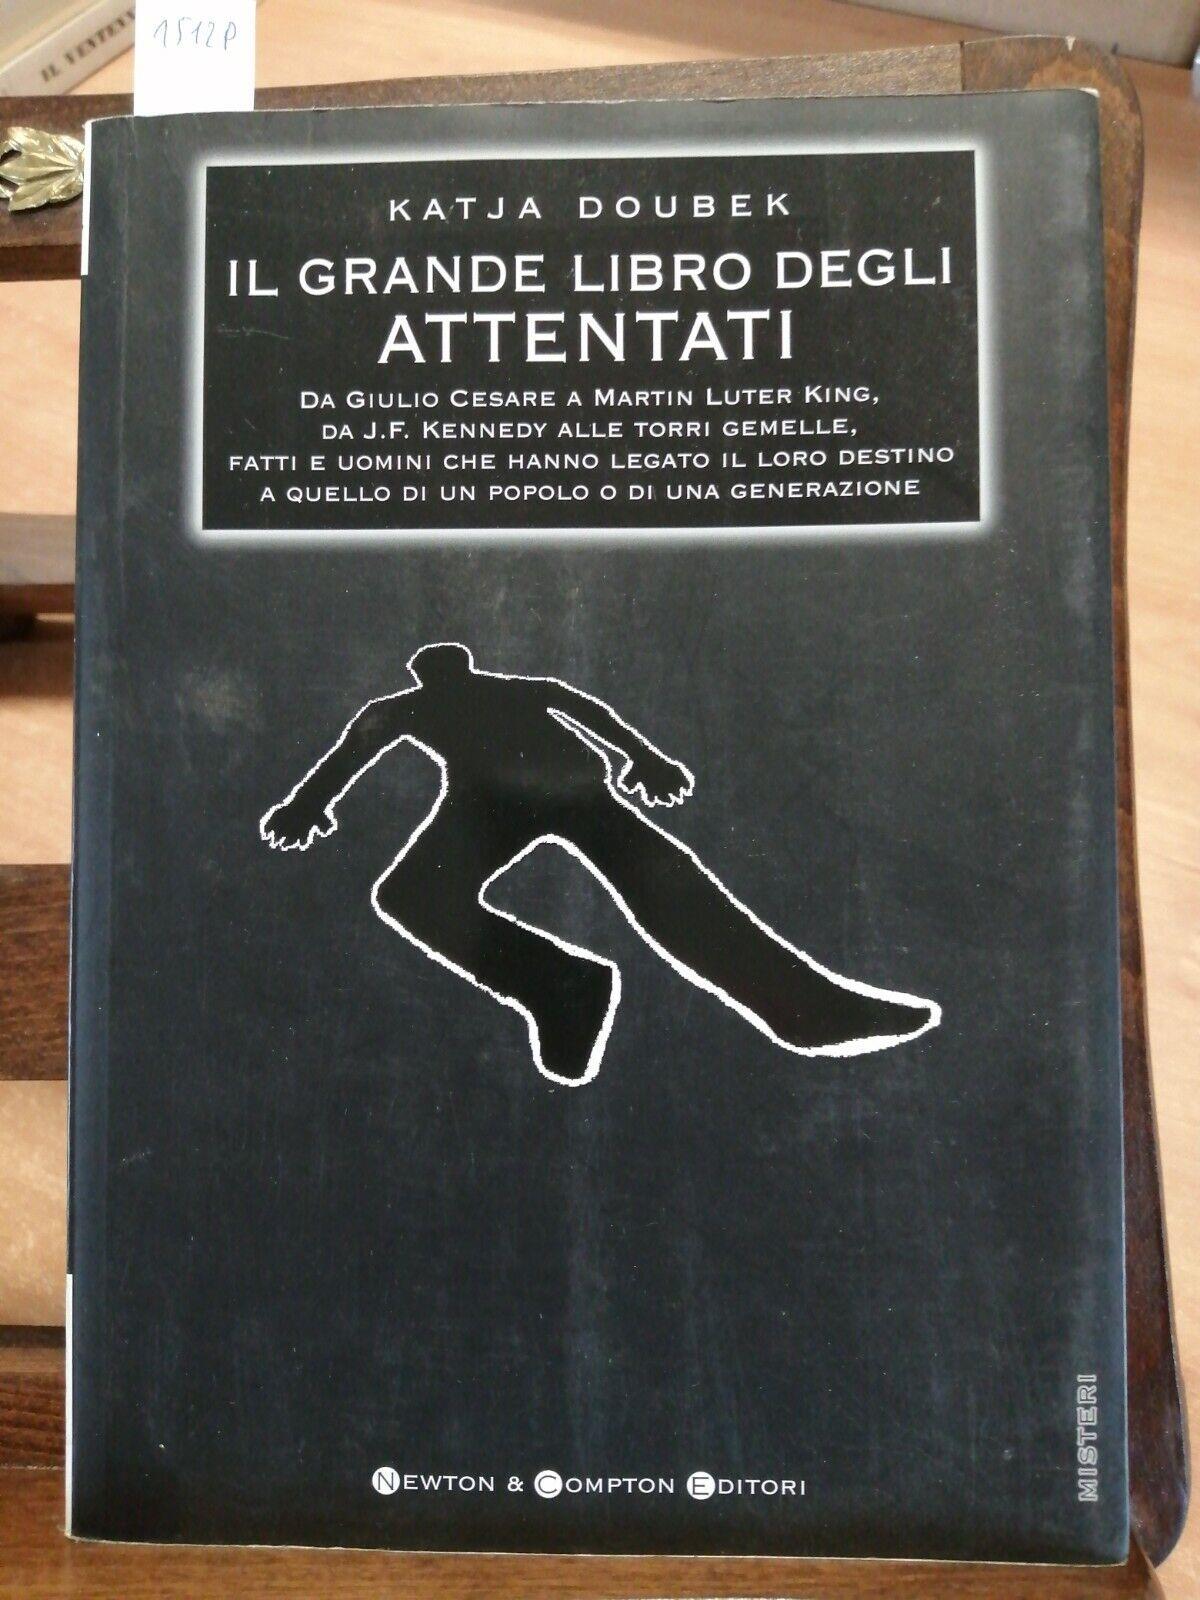 1512P
IL VENTENN
KATJA DOUBEK
IL GRANDE LIBRO DEGLI
ATTENTATI
DA GIULIO CESARE A MARTIN LUTER KING,
DA J.F. KENNEDY ALLE TORRI GEMELLE,
FATTI E UOMINI CHE HANNO LEGATO IL LORO DESTINO
A QUELLO DI UN POPOLO O DI UNA GENERAZIONE
MISTERI
NEWTON & COMPTON EDITORI